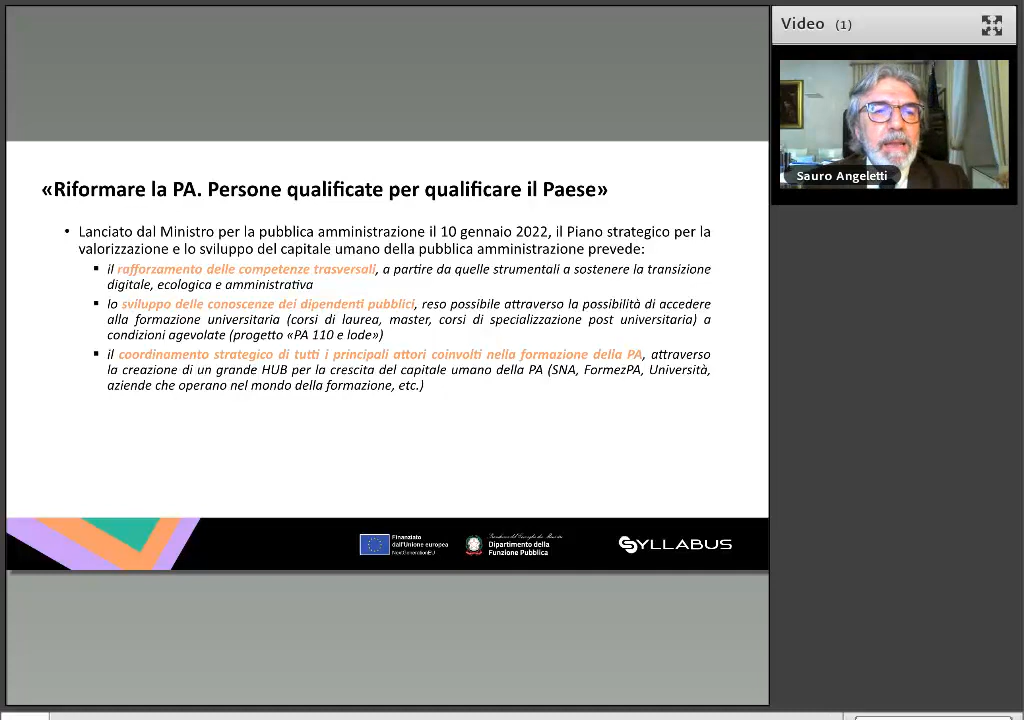 Video (1)
Sauro Angeletti
«Riformare la PA. Persone qualificate per qualificare il Paese»
• Lanciato dal Ministro per la pubblica amministrazione il 10 gennaio 2022, il Piano strategico per la
valorizzazione e lo sviluppo del capitale umano della pubblica amministrazione prevede:
▪ il rafforzamento delle competenze trasversali, a partire da quelle strumentali a sostenere la transizione
digitale, ecologica e amministrativa
▪ lo sviluppo delle conoscenze dei dipendenti pubblici, reso possibile attraverso la possibilità di accedere
alla formazione universitaria (corsi di laurea, master, corsi di specializzazione post universitaria) a
condizioni agevolate (progetto «PA 110 e lode»)
▪ il coordinamento strategico di tutti i principali attori coinvolti nella formazione della PA, attraverso
la creazione di un grande HUB per la crescita del capitale umano della PA (SNA, FormezPA, Università,
aziende che operano nel mondo della formazione, etc.)
Finanziato
dall'Unione europea
NextGenerationEU
Dipartimento della
Funzione Pubblica
SYLLABUS